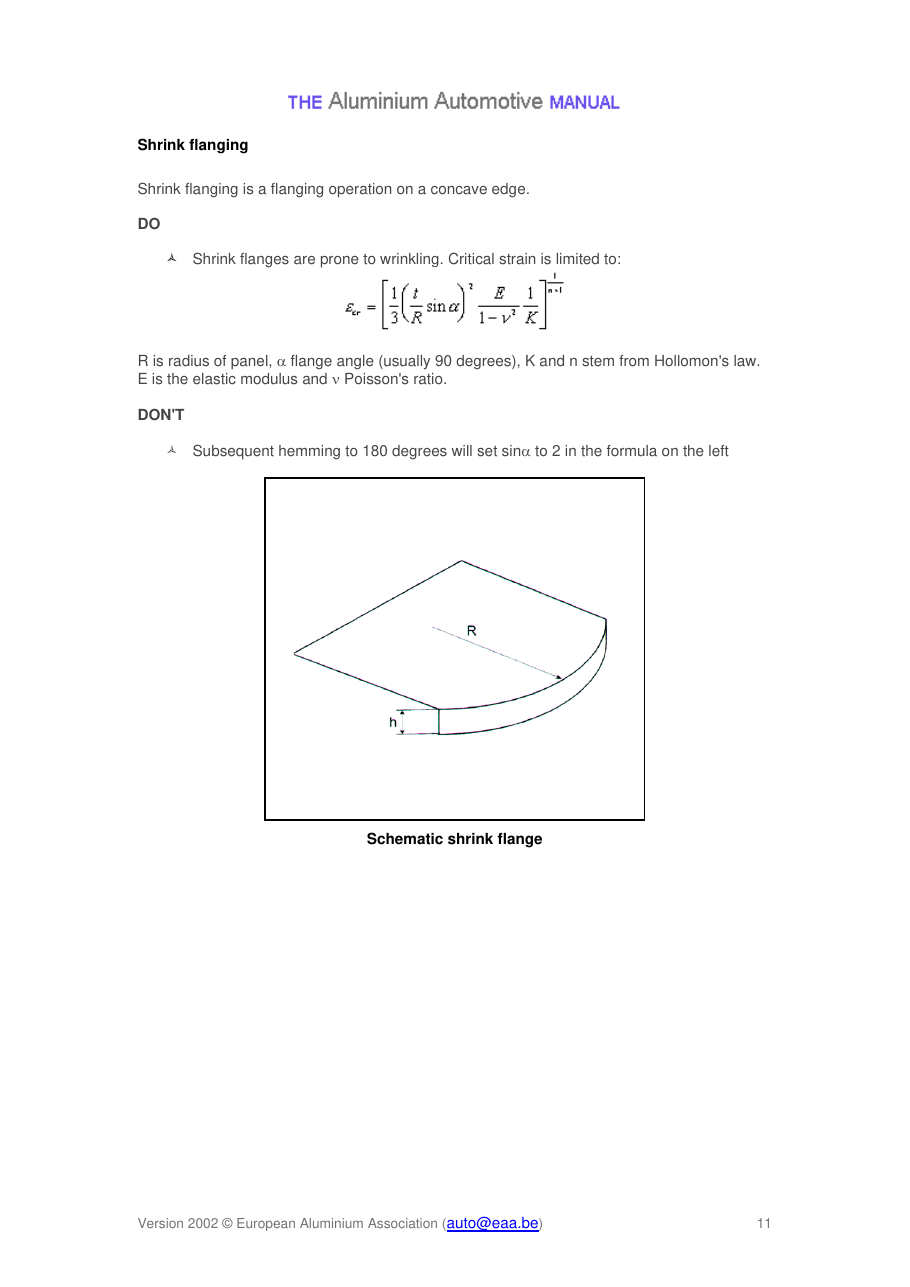 THE Aluminium Automotive MANUAL
Shrink flanging
Shrink flanging is a flanging operation on a concave edge.
DO
Shrink flanges are prone to wrinkling. Critical strain is limited to:
ε_cr = [1/3 (t/R sin α)^2 E/(1−ν^2) 1/K]^(1/(n+1))
R is radius of panel, α flange angle (usually 90 degrees), K and n stem from Hollomon's law.
E is the elastic modulus and ν Poisson's ratio.
DON'T
Subsequent hemming to 180 degrees will set sinα to 2 in the formula on the left
R
h
Schematic shrink flange
Version 2002 © European Aluminium Association (auto@eaa.be) 11